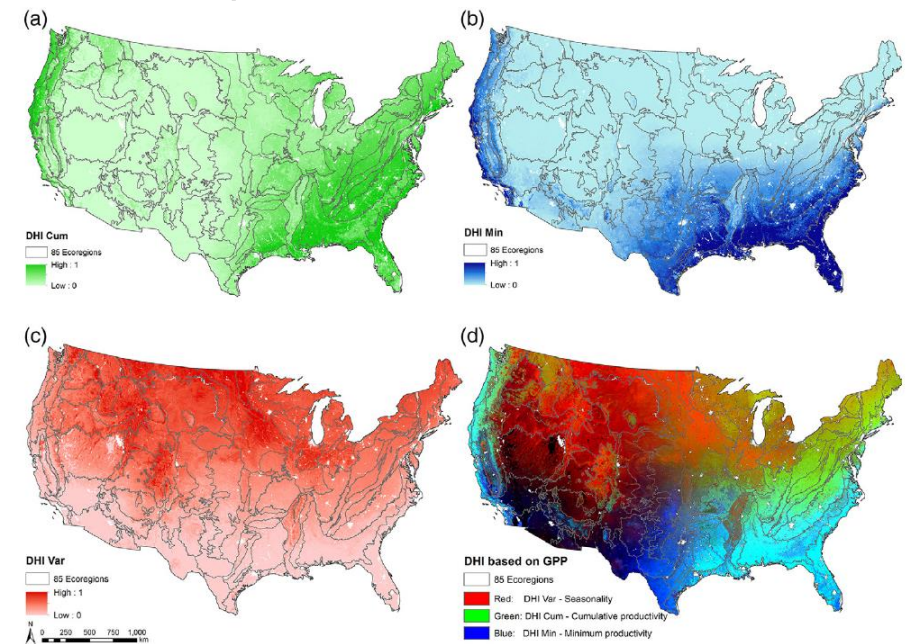 (a)
DHI Cum
85 Ecoregions
High : 1
Low : 0
(b)
DHI Min
85 Ecoregions
High : 1
Low : 0
(c)
DHI Var
85 Ecoregions
High : 1
Low : 0
N
0 250 500 750 1,000
km
(d)
DHI based on GPP
85 Ecoregions
Red: DHI Var - Seasonality
Green: DHI Cum - Cumulative productivity
Blue: DHI Min - Minimum productivity